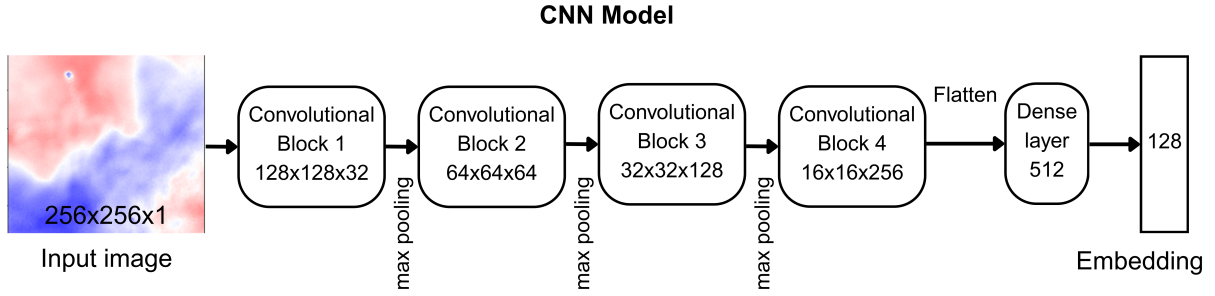 CNN Model
256x256x1
Input image
Convolutional
Block 1
128x128x32
max pooling
Convolutional
Block 2
64x64x64
max pooling
Convolutional
Block 3
32x32x128
max pooling
Convolutional
Block 4
16x16x256
Flatten
Dense
layer
512
128
Embedding